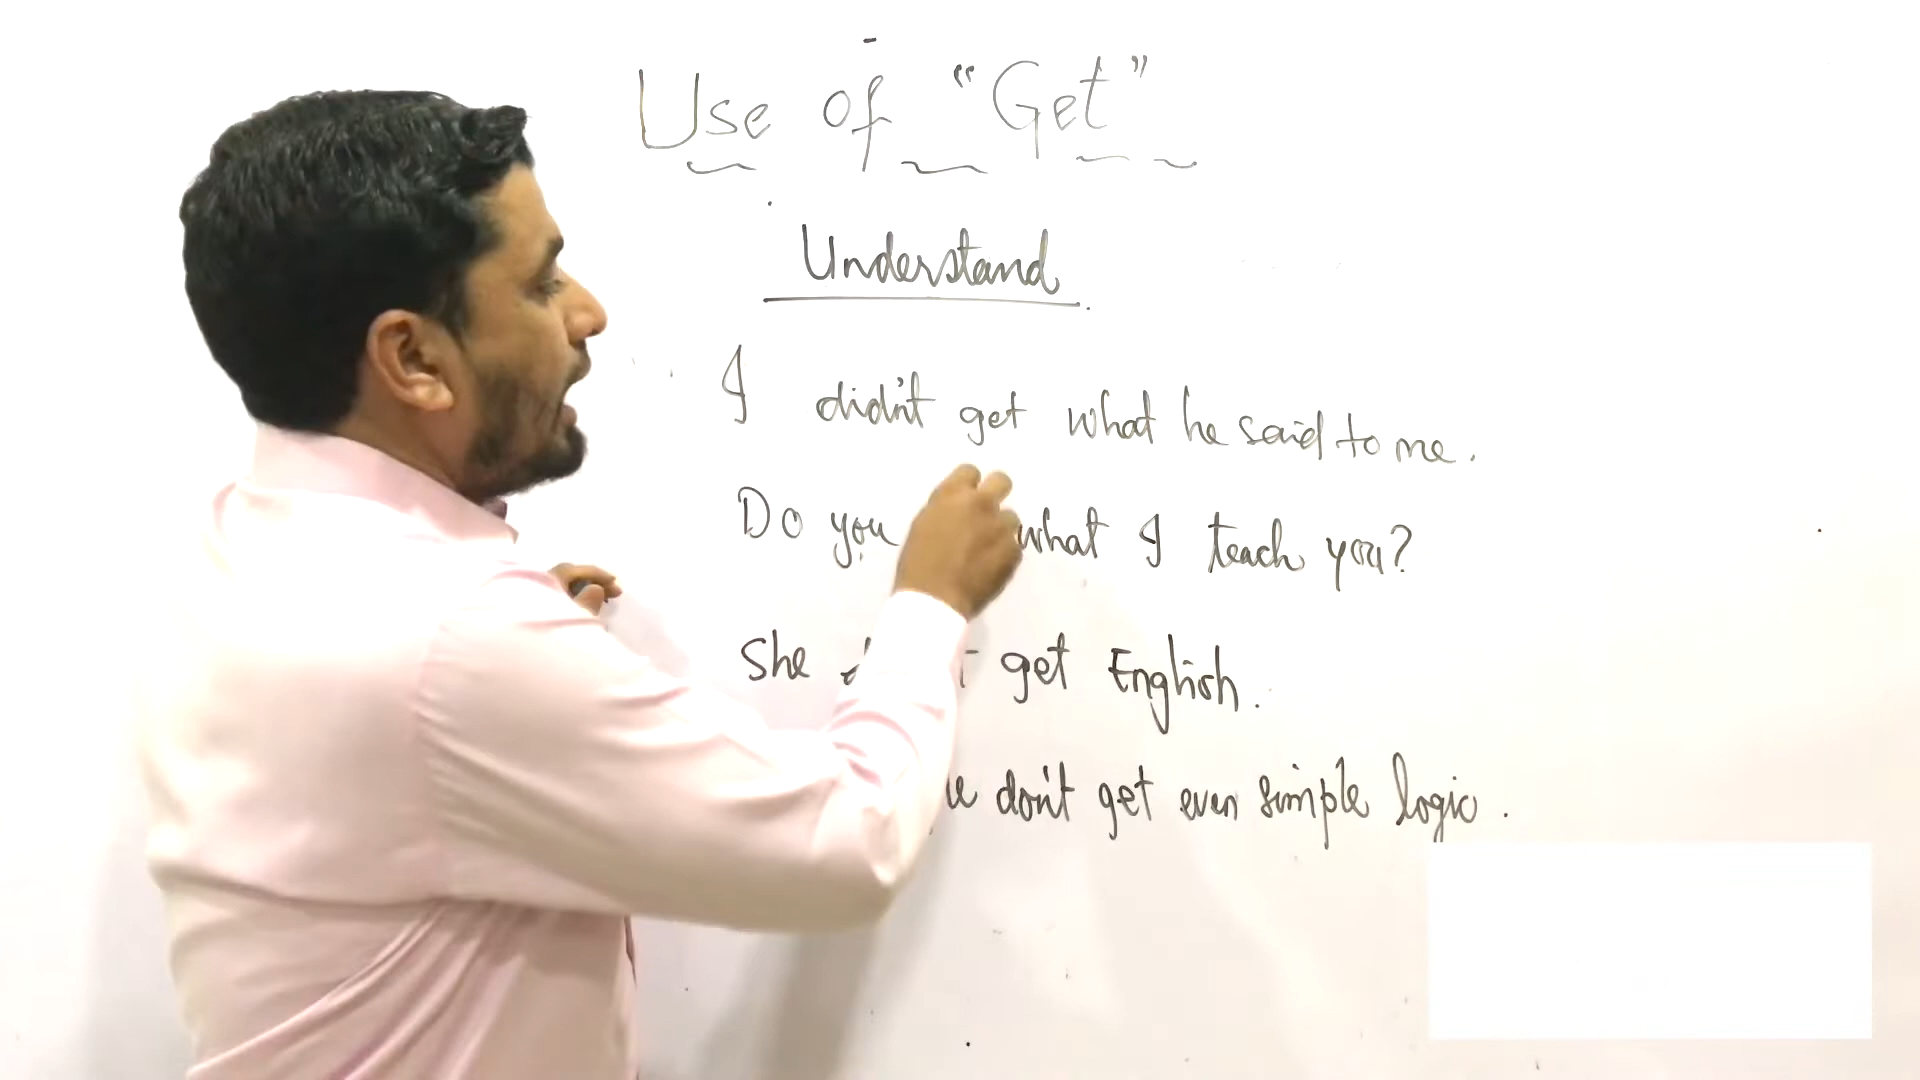 Use of "Get"
Understand
I didn't get what he said to me.
Do you what I teach you?
She get English.
don't get even simple logic.